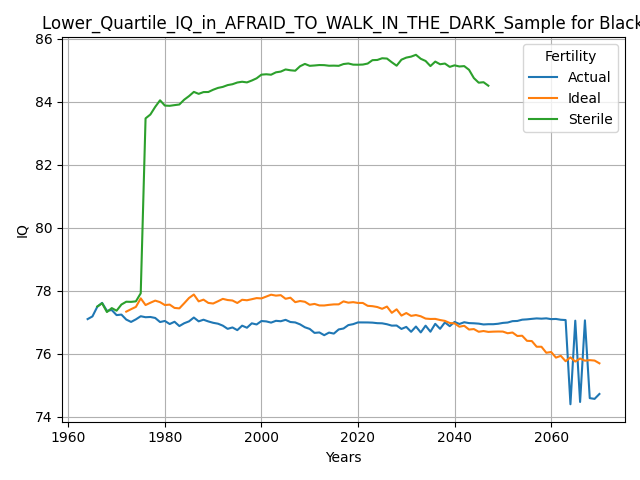 Lower_Quartile_IQ_in_AFRAID_TO_WALK_IN_THE_DARK_Sample for Black
86
84
82
80
78
76
74
IQ
Fertility
Actual
Ideal
Sterile
1960 1980 2000 2020 2040 2060
Years